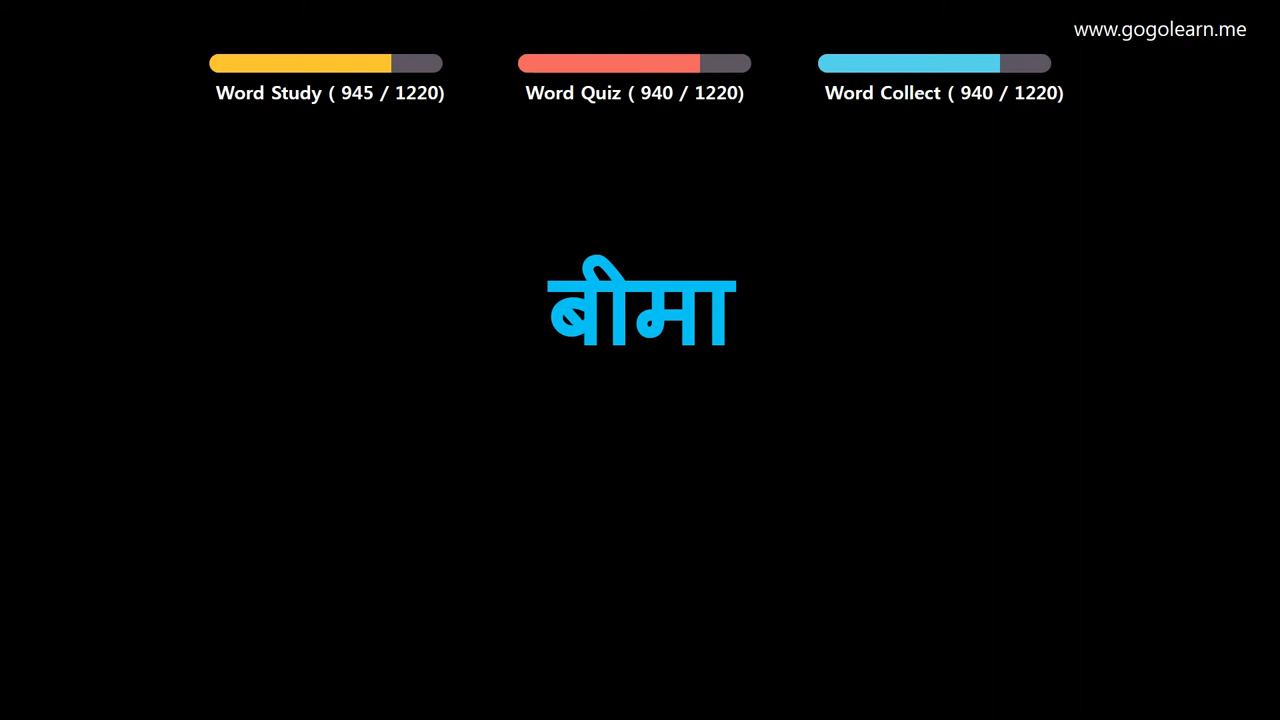 www.gogolearn.me
Word Study ( 945 / 1220)
Word Quiz ( 940 / 1220)
Word Collect ( 940 / 1220)
बीमा